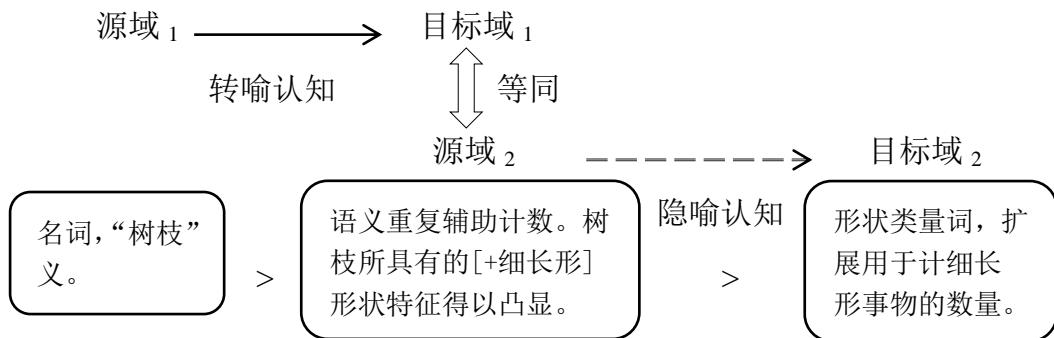 源域 1
目标域 1
转喻认知
等同
源域 2
目标域 2
隐喻认知
名词，“树枝”
义。
>
语义重复辅助计数。树
枝所具有的[+细长形]
形状特征得以凸显。
>
形状类量词，扩
展用于计细长
形事物的数量。